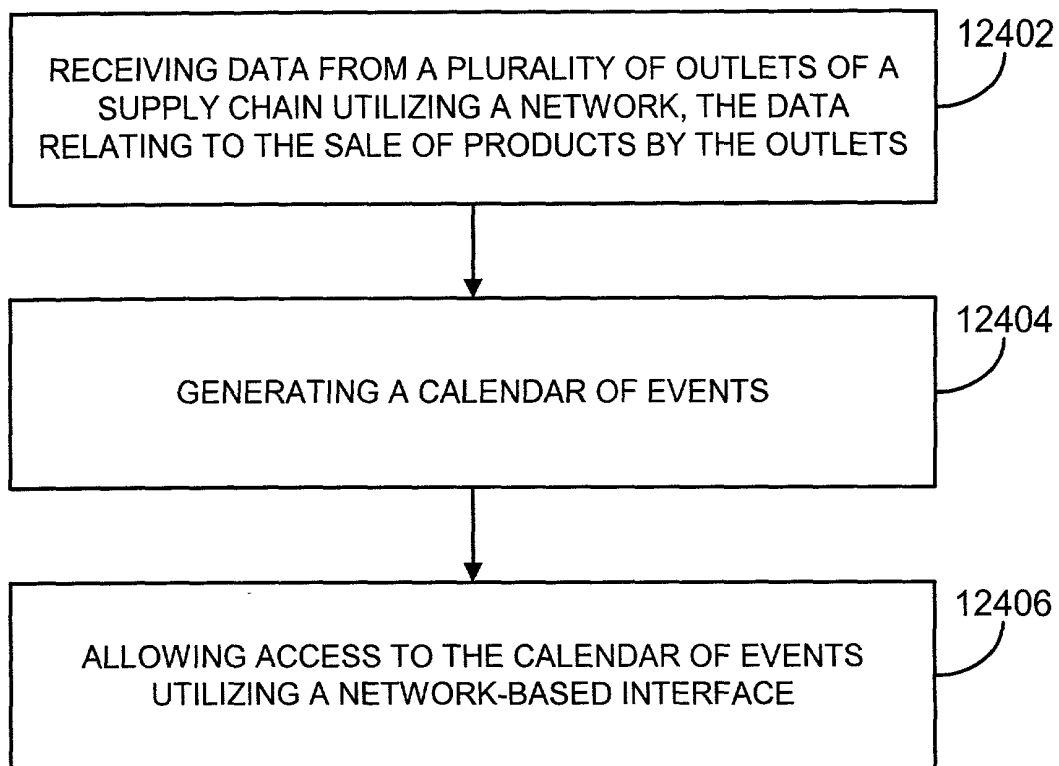 12402
RECEIVING DATA FROM A PLURALITY OF OUTLETS OF A
SUPPLY CHAIN UTILIZING A NETWORK, THE DATA
RELATING TO THE SALE OF PRODUCTS BY THE OUTLETS
12404
GENERATING A CALENDAR OF EVENTS
12406
ALLOWING ACCESS TO THE CALENDAR OF EVENTS
UTILIZING A NETWORK-BASED INTERFACE